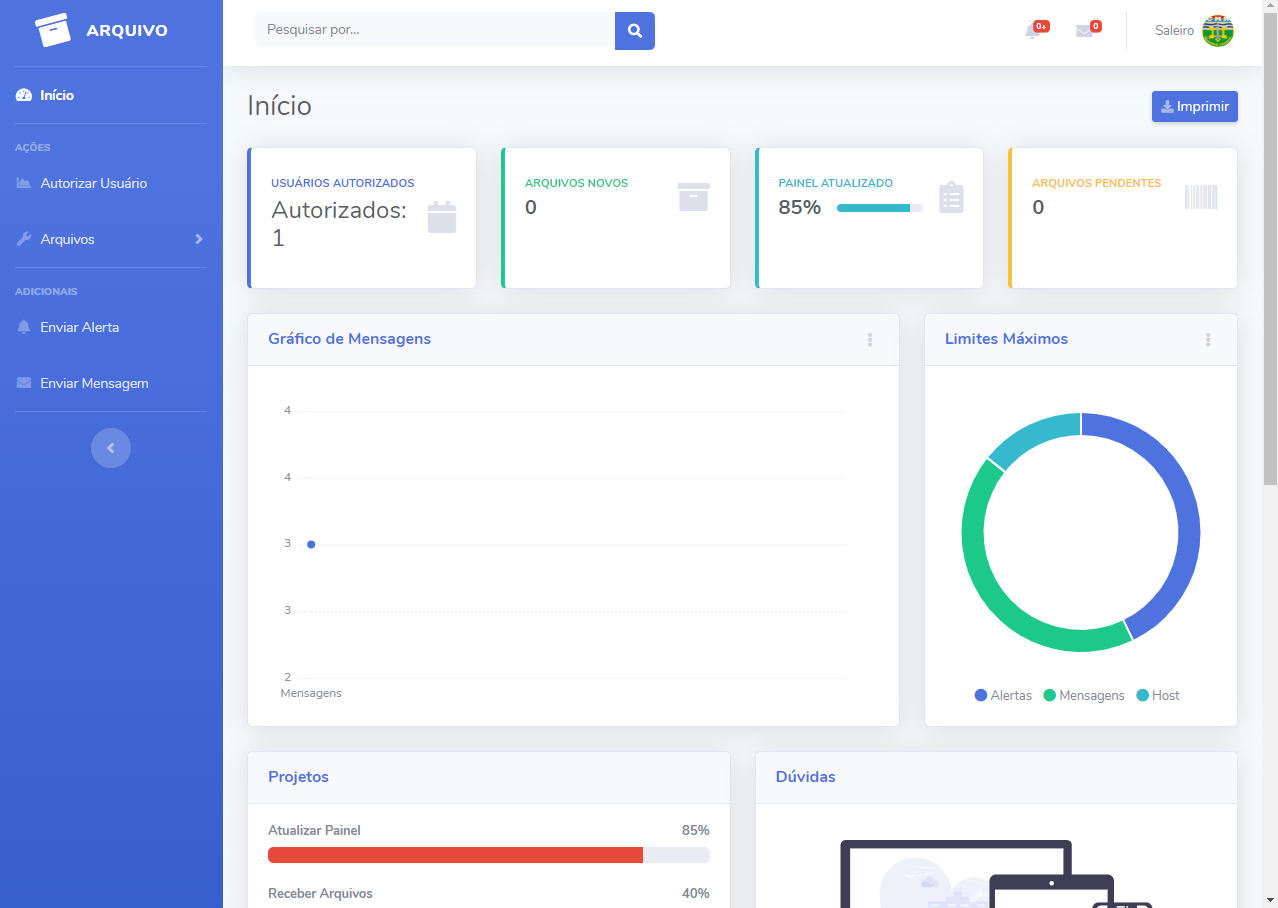 ARQUIVO
Pesquisar por...
0+
0
Saleiro
Início
AÇÕES
Autorizar Usuário
Arquivos
ADICIONAIS
Enviar Alerta
Enviar Mensagem
Início
Imprimir
USUÁRIOS AUTORIZADOS
Autorizados:
1
ARQUIVOS NOVOS
0
PAINEL ATUALIZADO
85%
ARQUIVOS PENDENTES
0
Gráfico de Mensagens
4
4
3
3
2
Mensagens
Limites Máximos
Alertas Mensagens Host
Projetos
Atualizar Painel 85%
Receber Arquivos 40%
Dúvidas